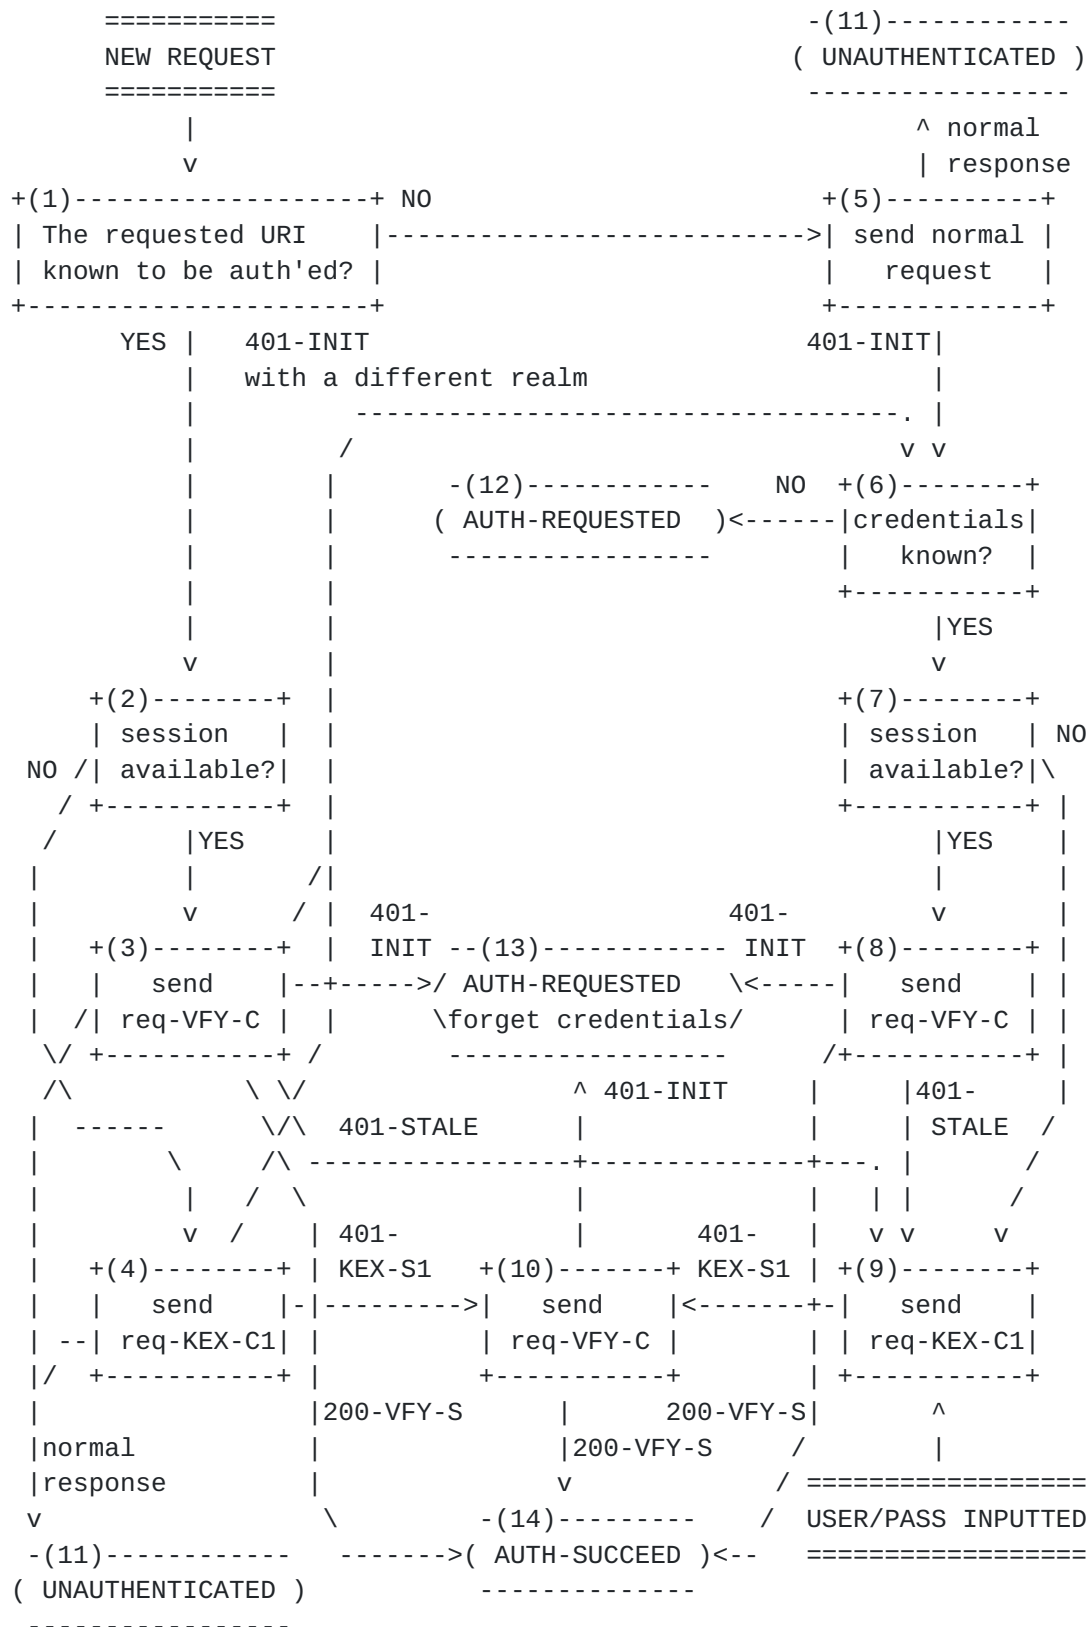 =========== -(11)------------
NEW REQUEST ( UNAUTHENTICATED )
=========== -----------------
| ^ normal
v | response
+(1)-------------------+ NO +(5)----------+
| The requested URI |--------------------------->| send normal |
| known to be auth'ed? | | request |
+----------------------+ +-------------+
YES | 401-INIT 401-INIT|
| with a different realm |
| -----------------------------------. |
| / v v
| | -(12)------------ NO +(6)--------+
| | ( AUTH-REQUESTED )<------|credentials|
| | ----------------- | known? |
| | +-----------+
| | |YES
v | v
+(2)--------+ | +(7)--------+
| session | | | session | NO
NO /| available?| | | available?|\
/ +-----------+ | +-----------+ |
/ |YES | |YES |
| | /| | |
| v / | 401- 401- v |
| +(3)--------+ | INIT --(13)------------ INIT +(8)--------+ |
| | send |--+----->/ AUTH-REQUESTED \<-----| send | |
| /| req-VFY-C | | \forget credentials/ | req-VFY-C | |
\/ +-----------+ / ------------------ /+-----------+ |
/\ \ \/ ^ 401-INIT | |401- |
| ------ \/\ 401-STALE | | | STALE /
| \ /\ -----------------+--------------+---. | /
| | / \ | | | | /
| v / | 401- | 401- | v v v
| +(4)--------+ | KEX-S1 +(10)-------+ KEX-S1 | +(9)--------+
| | send |-|--------->| send |<-------+-| send |
| --| req-KEX-C1| | | req-VFY-C | | | req-KEX-C1|
|/ +-----------+ | +-----------+ | +-----------+
| |200-VFY-S | 200-VFY-S| ^
|normal | |200-VFY-S / |
|response | v / ==================
v \ -(14)--------- / USER/PASS INPUTTED
-(11)------------ ------->( AUTH-SUCCEED )<-- ==================
( UNAUTHENTICATED ) --------------
-----------------